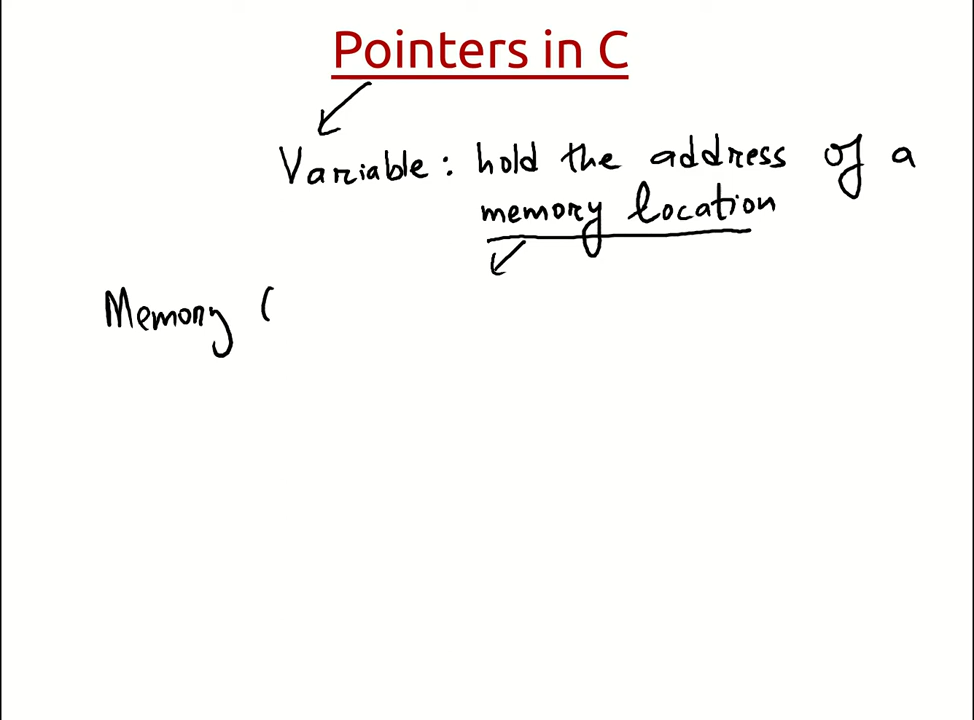 Pointers in C
Variable: hold the address of a
memory location
Memory (